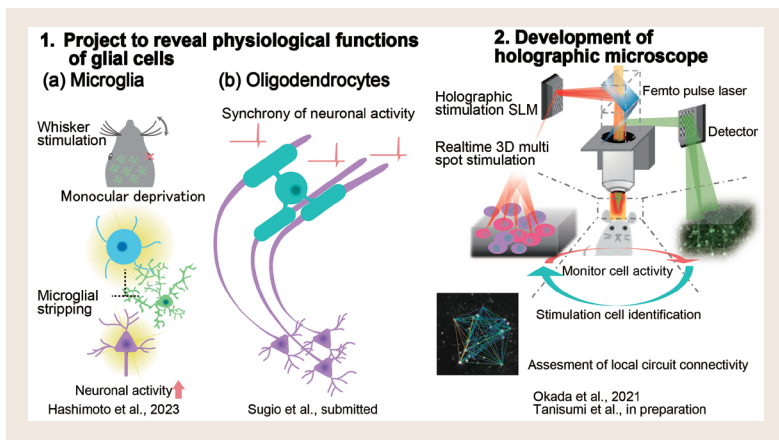 1. Project to reveal physiological functions
of glial cells
(a) Microglia
(b) Oligodendrocytes
Whisker
stimulation
Monocular deprivation
Microglial
stripping
Neuronal activity
Hashimoto et al., 2023
Synchrony of neuronal activity
Sugio et al., submitted
2. Development of
holographic microscope
Holographic
stimulation SLM
Femto pulse laser
Detector
Realtime 3D multi
spot stimulation
Monitor cell activity
Stimulation cell identification
Assesment of local circuit connectivity
Okada et al., 2021
Tanisumi et al., in preparation